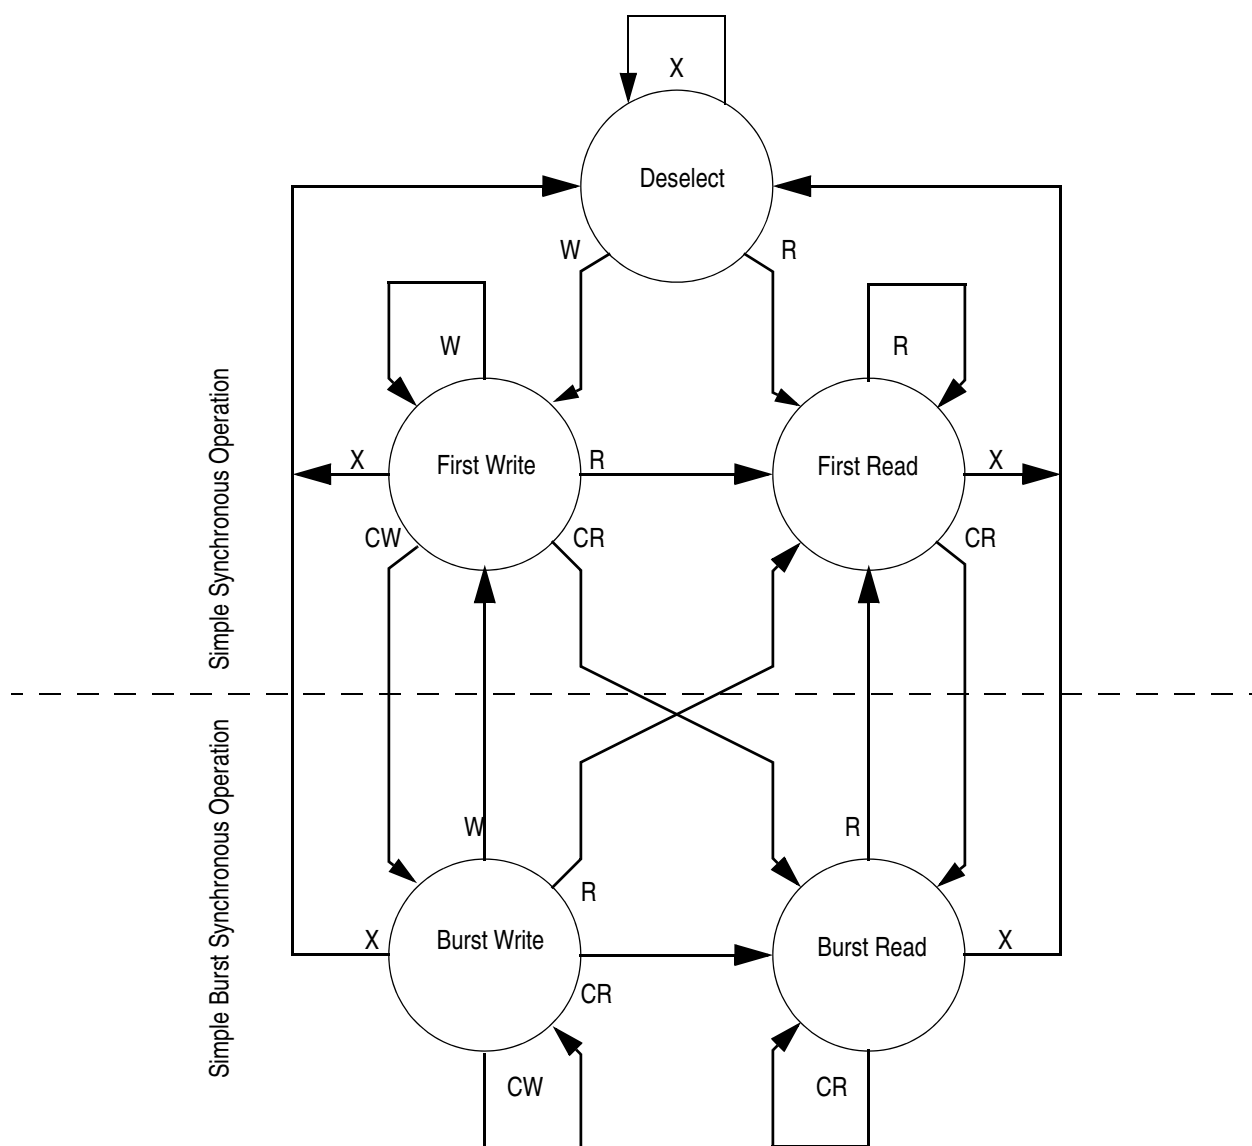 X
Deselect
W
R
W
R
Simple Synchronous Operation
X
First Write
R
First Read
X
CW
CR
CR
Simple Burst Synchronous Operation
W
R
R
X
Burst Write
Burst Read
X
CR
CW
CR